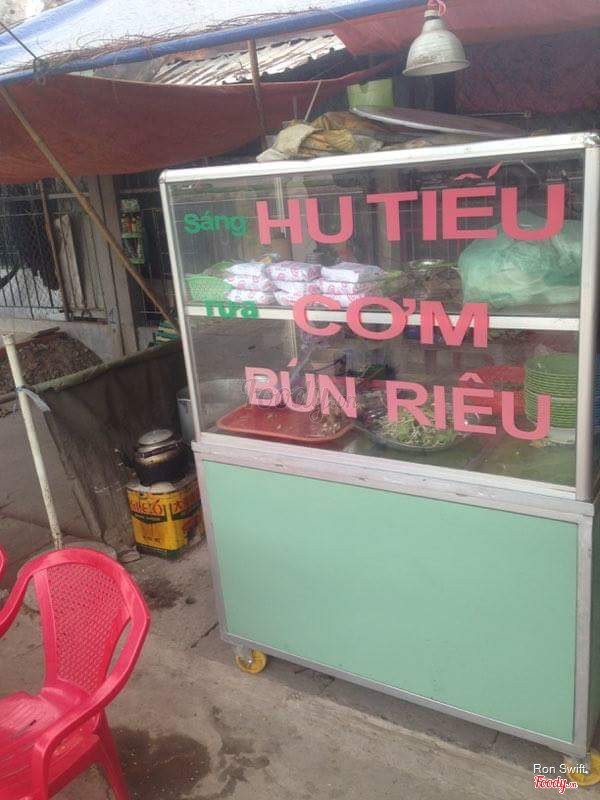 Sáng HU TIẾU
Trưa CƠM
BÚN RIÊU
Ron Swift.
Foody.vn